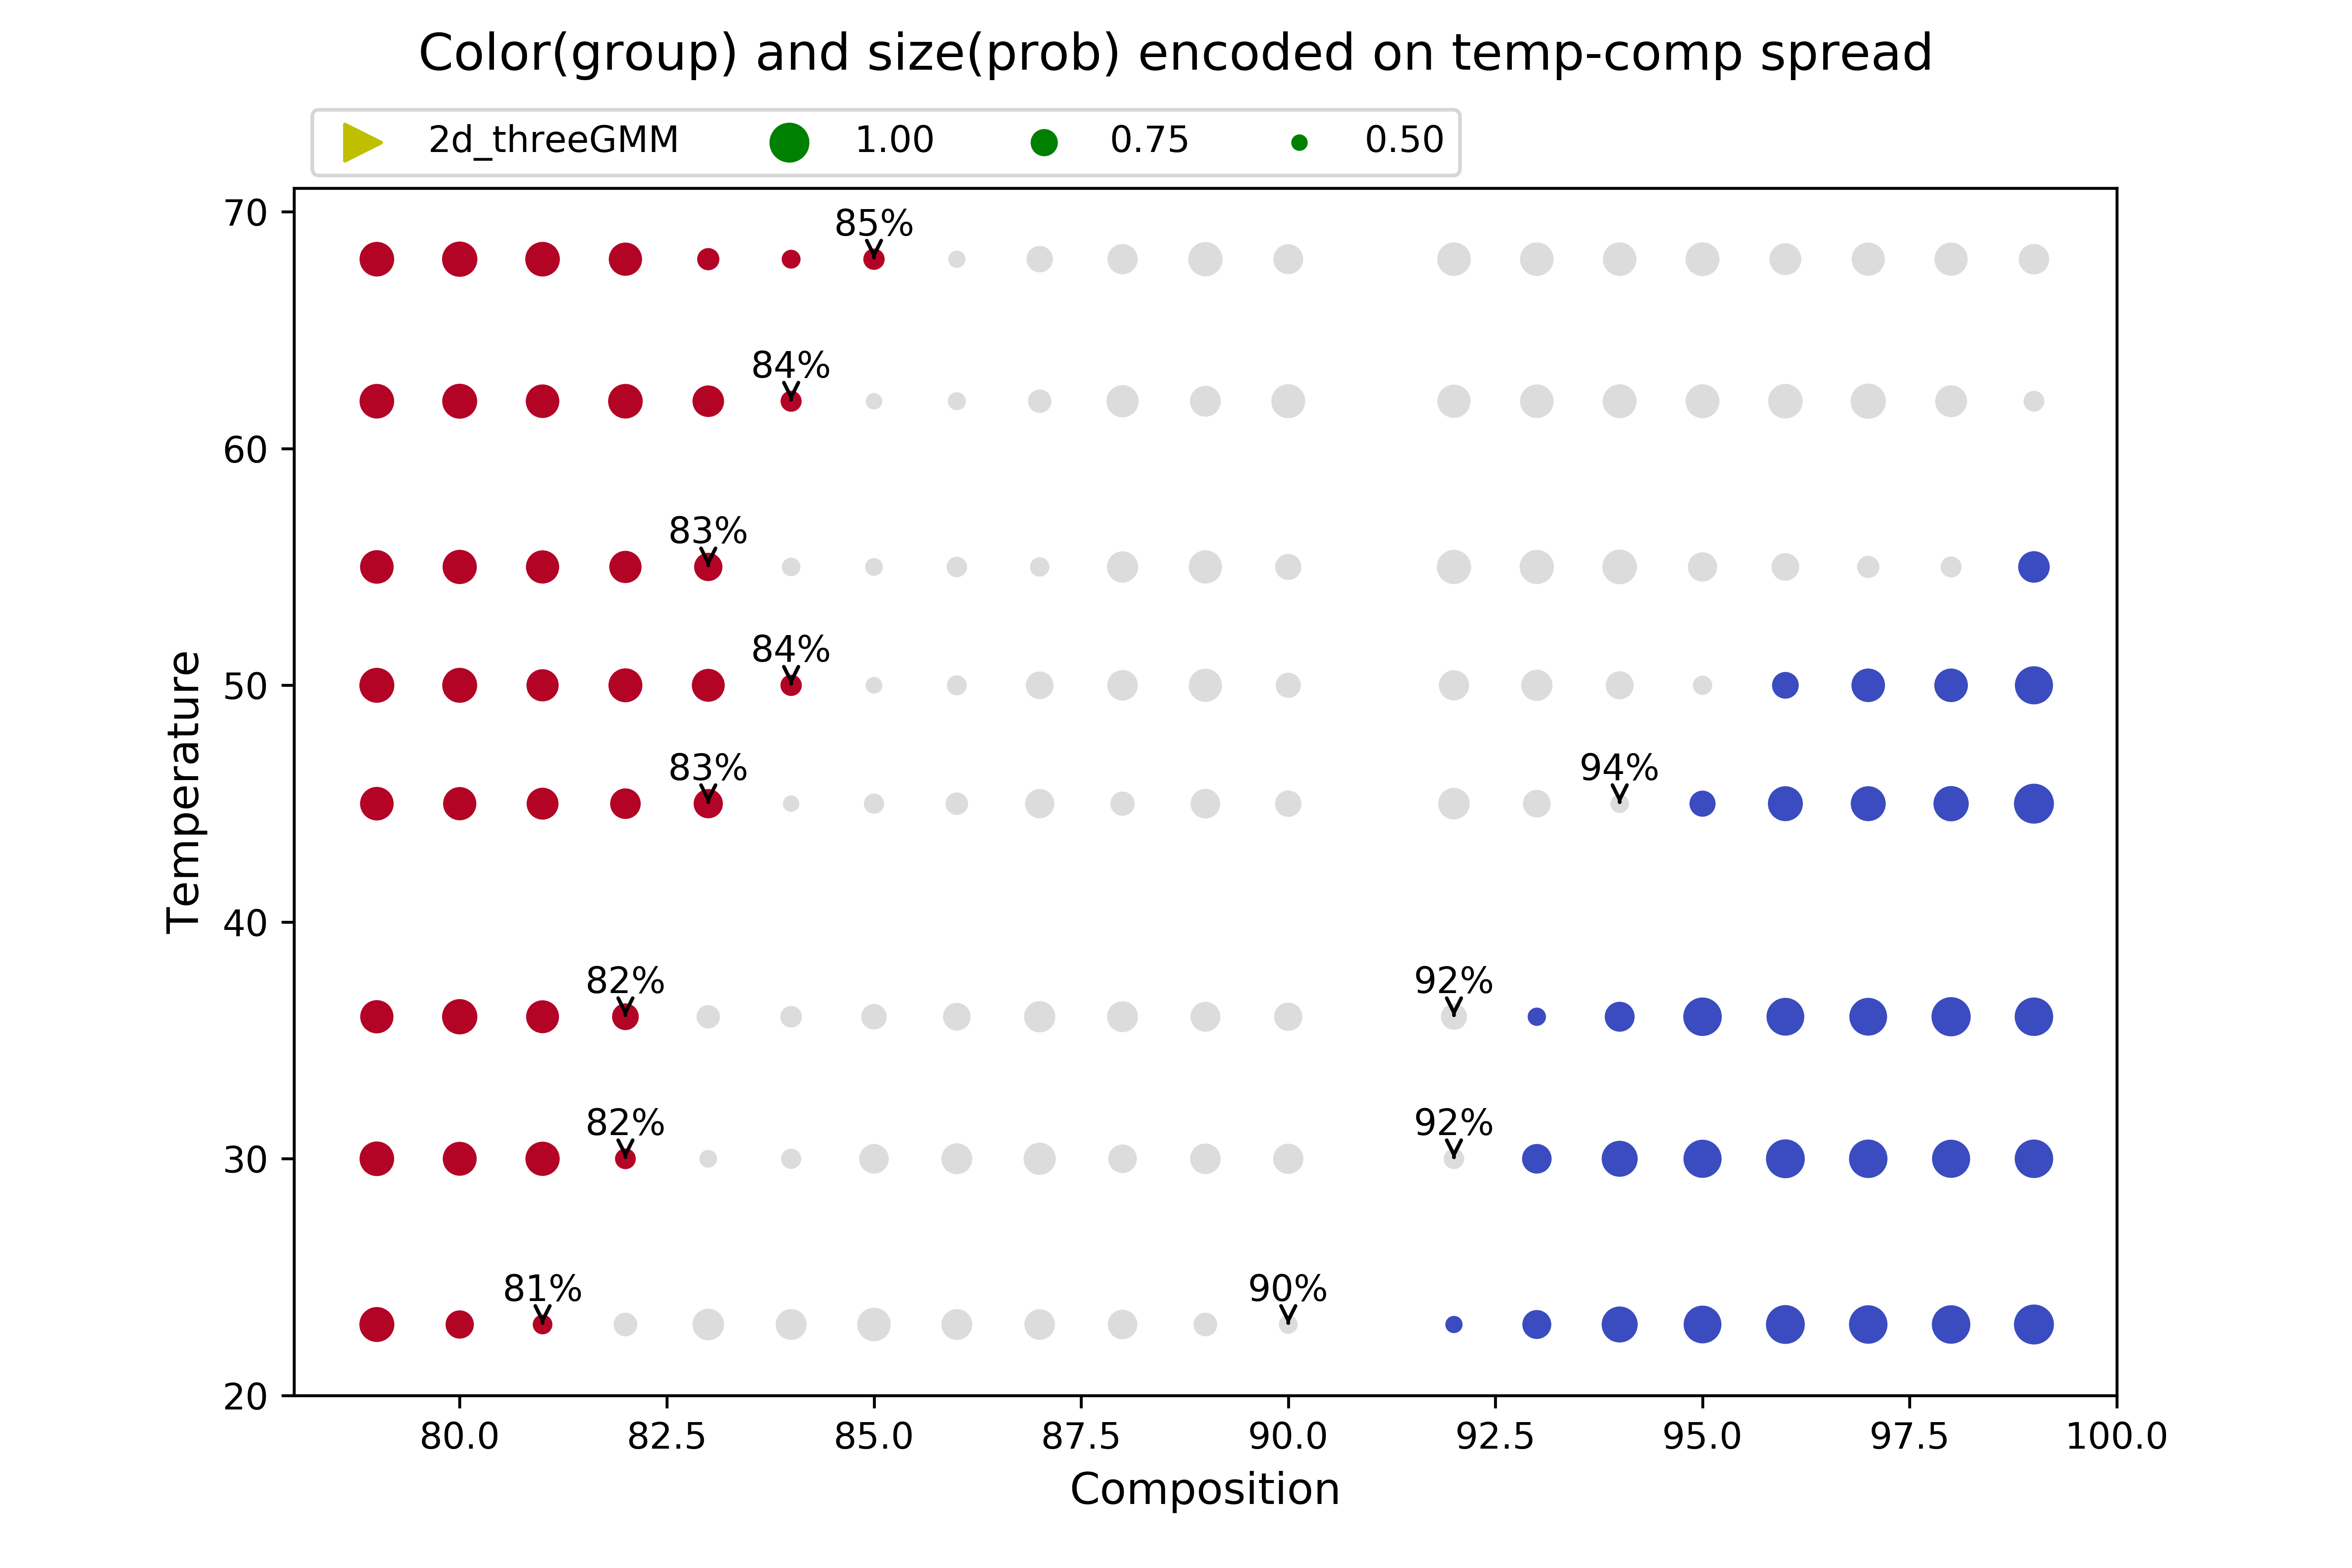 Color(group) and size(prob) encoded on temp-comp spread
2d_threeGMM 1.00 0.75 0.50
70
85%
84%
60
83%
84%
50
83% 94%
Temperature
40
82% 92%
82% 92%
30
81% 90%
20
80.0 82.5 85.0 87.5 90.0 92.5 95.0 97.5 100.0
Composition